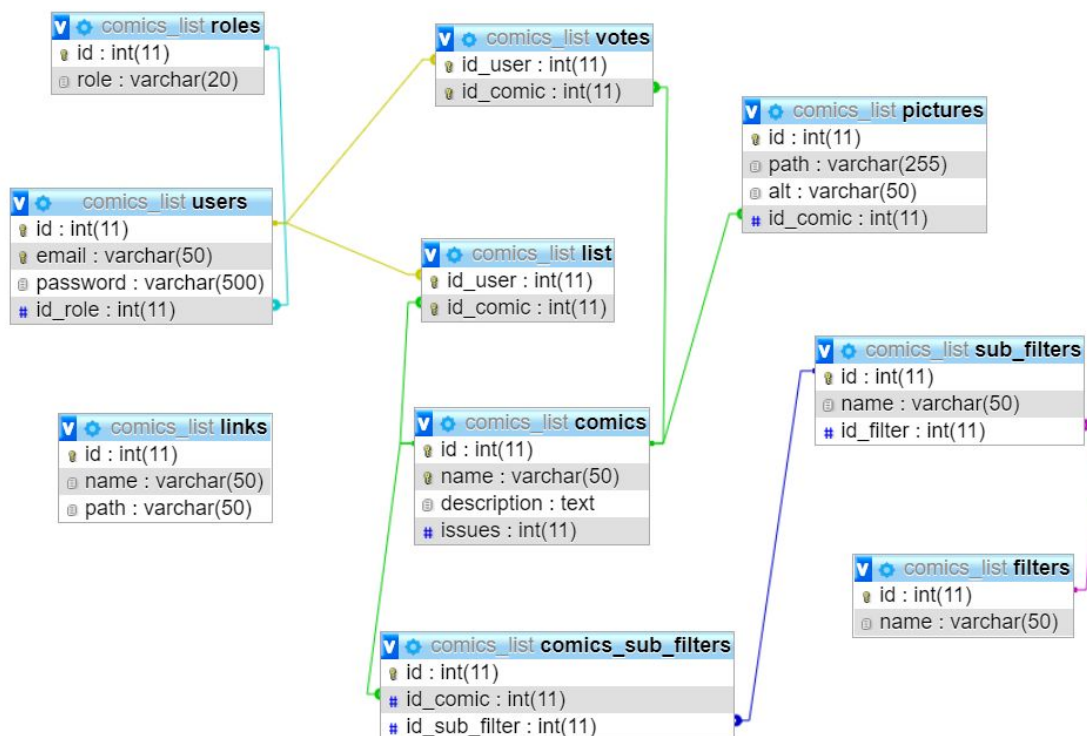 comics_list roles
id : int(11)
role : varchar(20)
comics_list votes
id_user : int(11)
id_comic : int(11)
comics_list pictures
id : int(11)
path : varchar(255)
alt : varchar(50)
id_comic : int(11)
comics_list users
id : int(11)
email : varchar(50)
password : varchar(500)
id_role : int(11)
comics_list list
id_user : int(11)
id_comic : int(11)
comics_list sub_filters
id : int(11)
name : varchar(50)
id_filter : int(11)
comics_list links
id : int(11)
name : varchar(50)
path : varchar(50)
comics_list comics
id : int(11)
name : varchar(50)
description : text
issues : int(11)
comics_list filters
id : int(11)
name : varchar(50)
comics_list comics_sub_filters
id : int(11)
id_comic : int(11)
id_sub_filter : int(11)